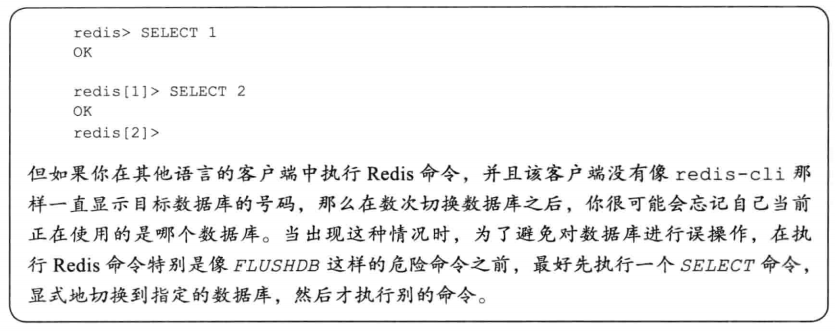 redis> SELECT 1
OK
redis[1]> SELECT 2
OK
redis[2]>
但如果你在其他语言的客户端中执行 Redis 命令，并且该客户端没有像 redis-cli 那
样一直显示目标数据库的号码，那么在数次切换数据库之后，你很可能会忘记自己当前
正在使用的是哪个数据库。当出现这种情况时，为了避免对数据库进行误操作，在执
行 Redis 命令特别是像 FLUSHDB 这样的危险命令之前，最好先执行一个 SELECT 命令，
显式地切换到指定的数据库，然后才执行别的命令。